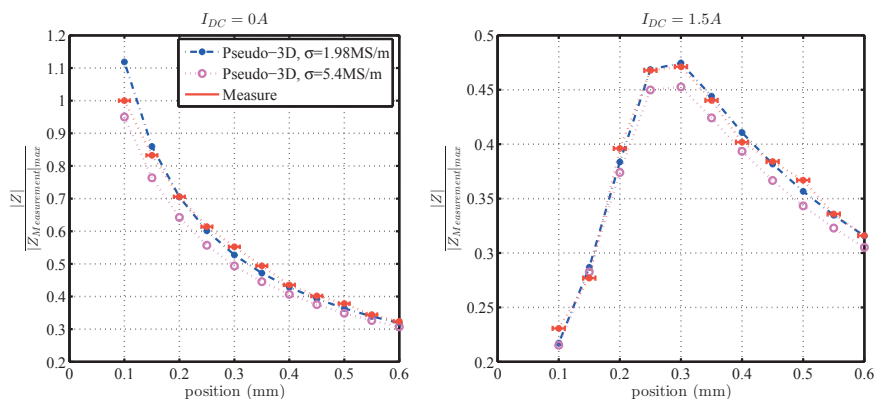 I_DC = 0A
|Z|
|Z_Measurement|_max
1.2
1.1
1
0.9
0.8
0.7
0.6
0.5
0.4
0.3
0.2
Pseudo−3D, σ=1.98MS/m
Pseudo−3D, σ=5.4MS/m
Measure
0 0.1 0.2 0.3 0.4 0.5 0.6
position (mm)
I_DC = 1.5A
|Z|
|Z_Measurement|_max
0.5
0.45
0.4
0.35
0.3
0.25
0.2
0 0.1 0.2 0.3 0.4 0.5 0.6
position (mm)